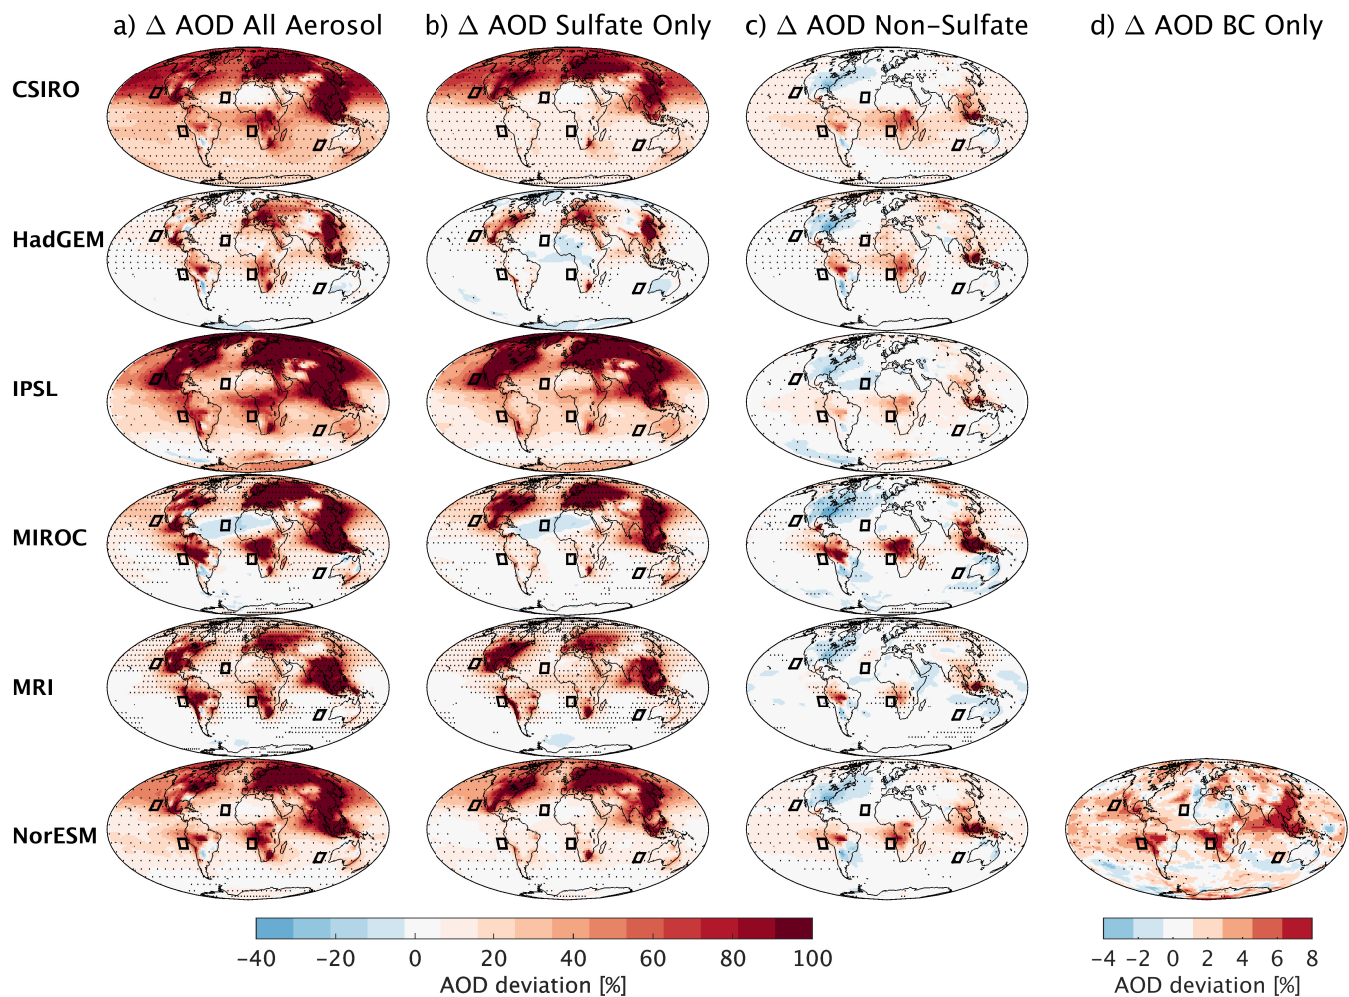 a) Δ AOD All Aerosol b) Δ AOD Sulfate Only c) Δ AOD Non-Sulfate d) Δ AOD BC Only
CSIRO
HadGEM
IPSL
MIROC
MRI
NorESM
-40 -20 0 20 40 60 80 100
AOD deviation [%]
-4 -2 0 2 4 6 8
AOD deviation [%]